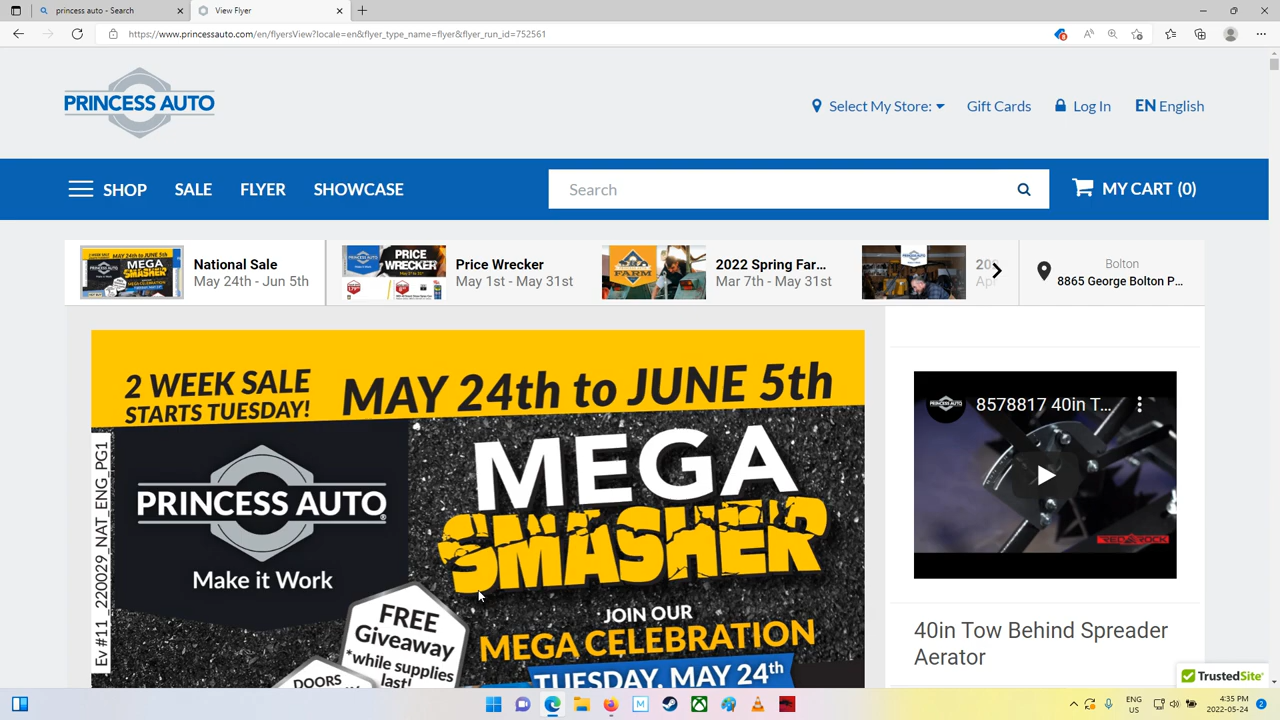 princess auto - Search
View Flyer
https://www.princessauto.com/en/flyersView?locale=en&flyer_type_name=flyer&flyer_run_id=752561
PRINCESS AUTO
Select My Store:
Gift Cards
Log In
EN English
SHOP
SALE
FLYER
SHOWCASE
Search
MY CART (0)
National Sale
May 24th - Jun 5th
Price Wrecker
May 1st - May 31st
2022 Spring Far...
Mar 7th - May 31st
Bolton
8865 George Bolton P...
2 WEEK SALE
STARTS TUESDAY!
MAY 24th to JUNE 5th
Ev #11 _220029_NAT_ENG_PG1
PRINCESS AUTO®
Make it Work
MEGA
SMASHER
JOIN OUR
MEGA CELEBRATION
TUESDAY, MAY 24th
FREE
Giveaway
*while supplies
last!
DOORS
8578817 40in T...
RED ROCK
40in Tow Behind Spreader
Aerator
TrustedSite
ENG
US
4:35 PM
2022-05-24
2